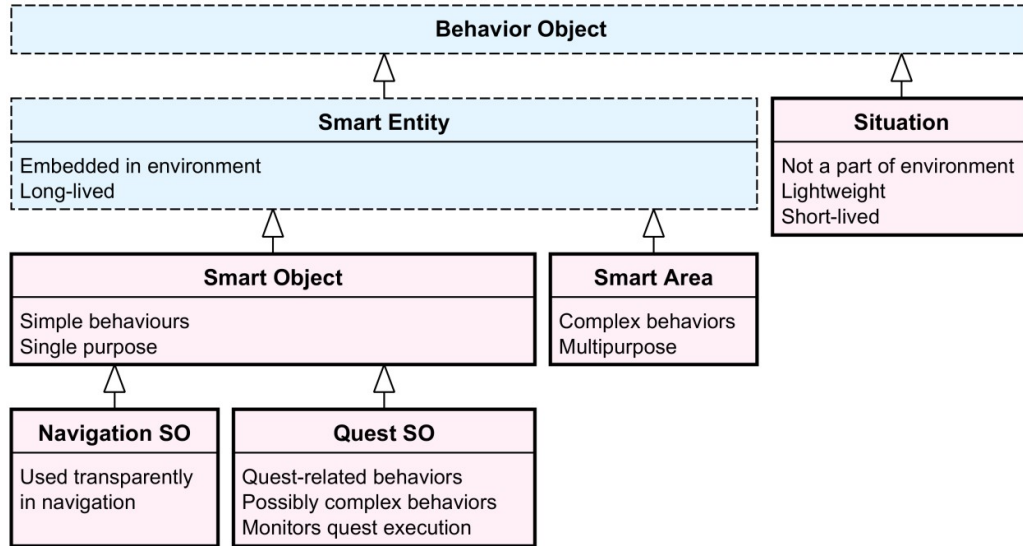 Behavior Object
Smart Entity
Embedded in environment
Long-lived
Situation
Not a part of environment
Lightweight
Short-lived
Smart Object
Simple behaviours
Single purpose
Smart Area
Complex behaviors
Multipurpose
Navigation SO
Used transparently
in navigation
Quest SO
Quest-related behaviors
Possibly complex behaviors
Monitors quest execution